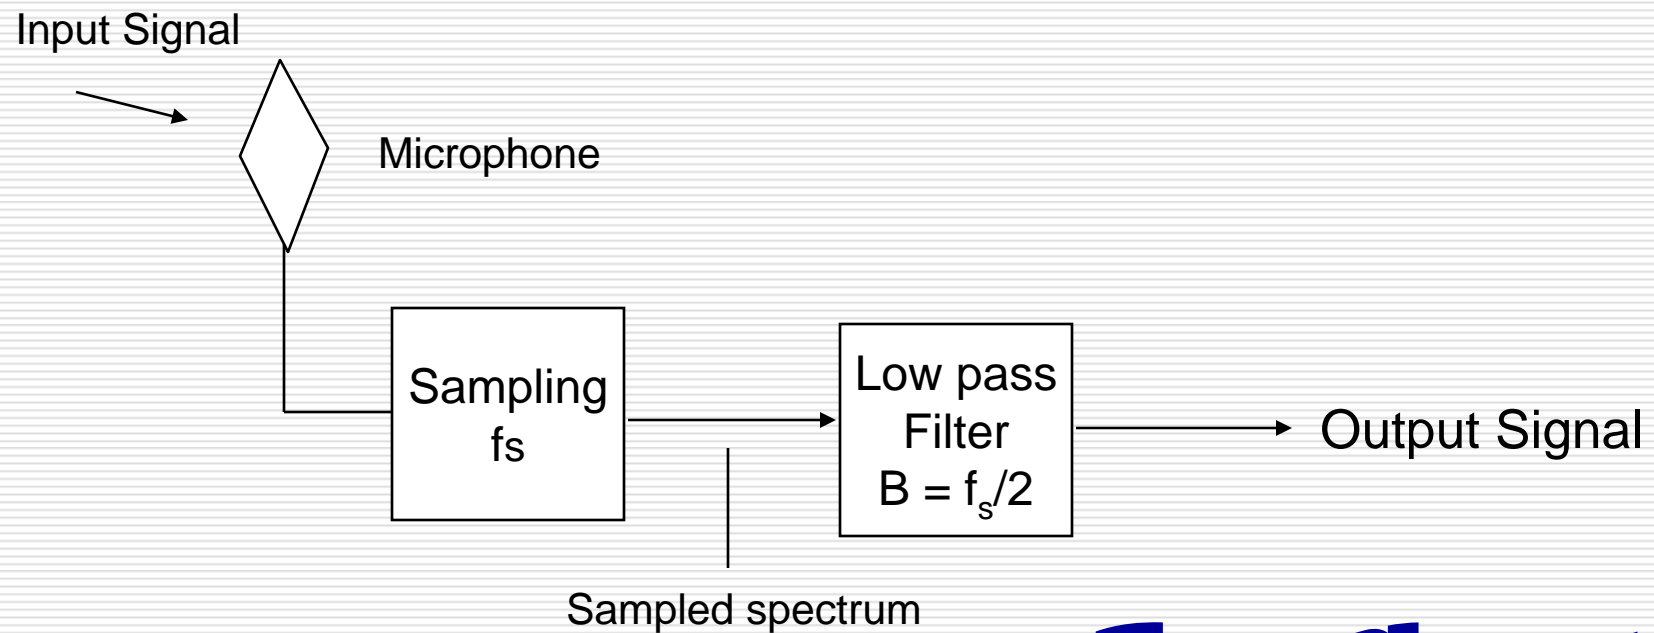 Input Signal
Microphone
Sampling
fs
Low pass
Filter
B = fs/2
Output Signal
Sampled spectrum